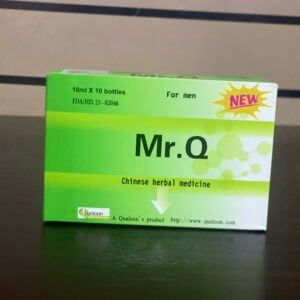 Mr.Q
10ml X 10 bottles
For men
FDA/HD. 23 - 02046
NEW
Mr.Q
Chinese herbal medicine
Qunloon
A Qunloon's product http://www.qunloon.com